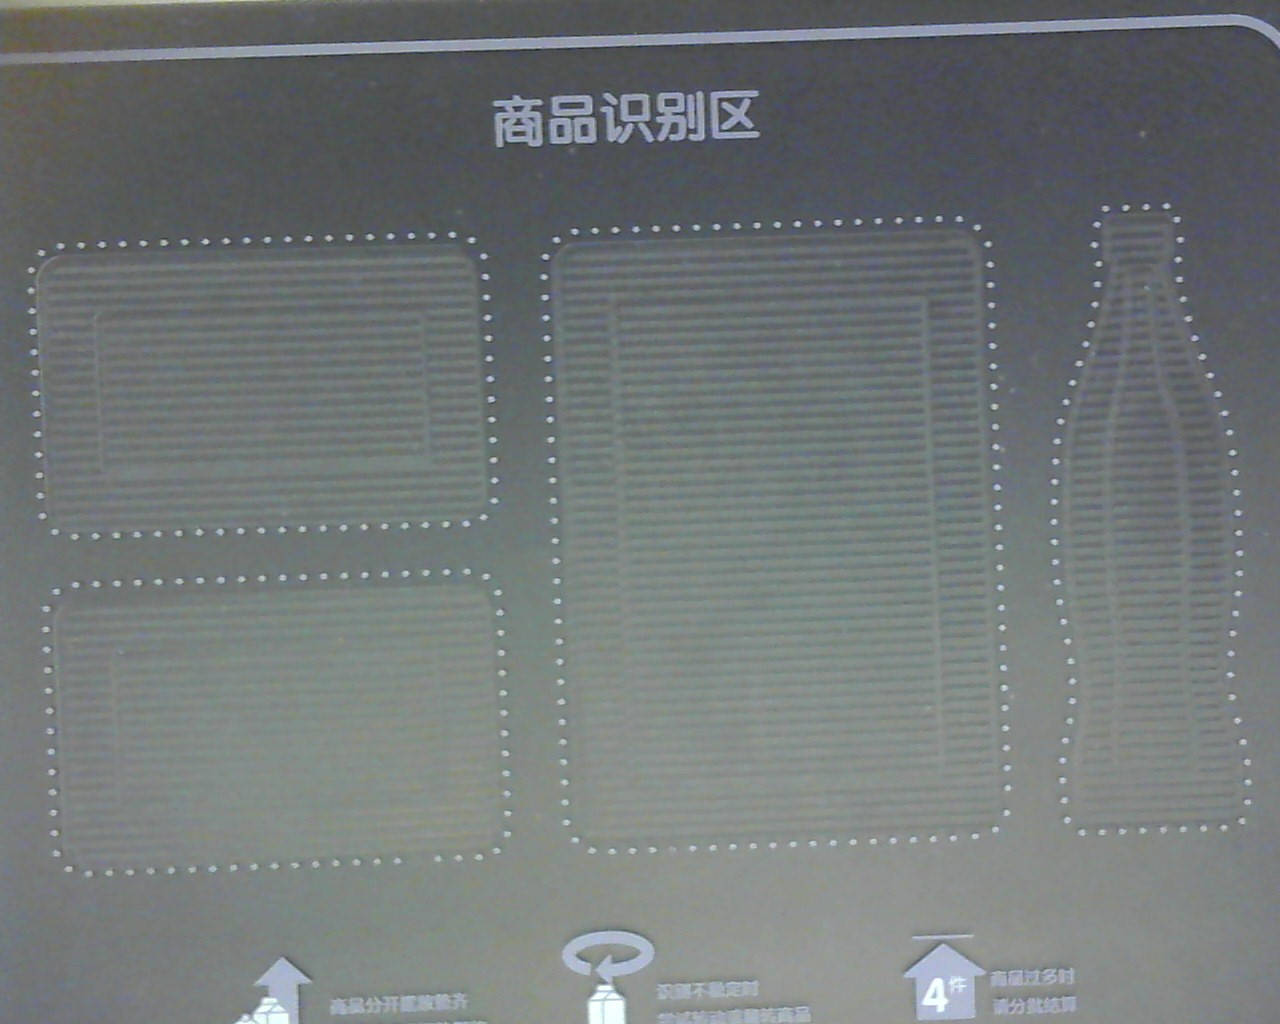 商品识别区
商品分开摆放整齐
识别不稳定时
4件
商品过多时
请分批结算